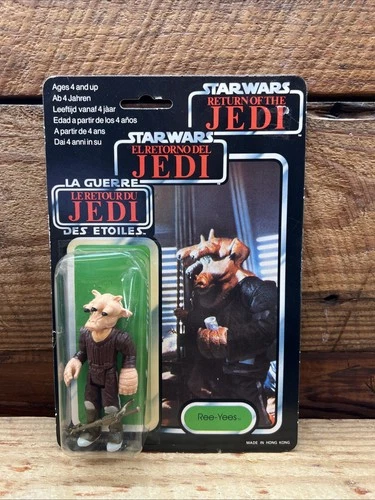 Ages 4 and up
Ab 4 Jahren
Leeftijd vanaf 4 jäar
Edad a partir de los 4 años
A partir de 4 ans
Dai 4 anni in su
STAR WARS
RETURN OF THE
JEDI
STAR WARS
EL RETORNO DEL
JEDI
LA GUERRE
LE RETOUR DU
JEDI
DES ETOILES
Ree-Yees
MADE IN HONG KONG